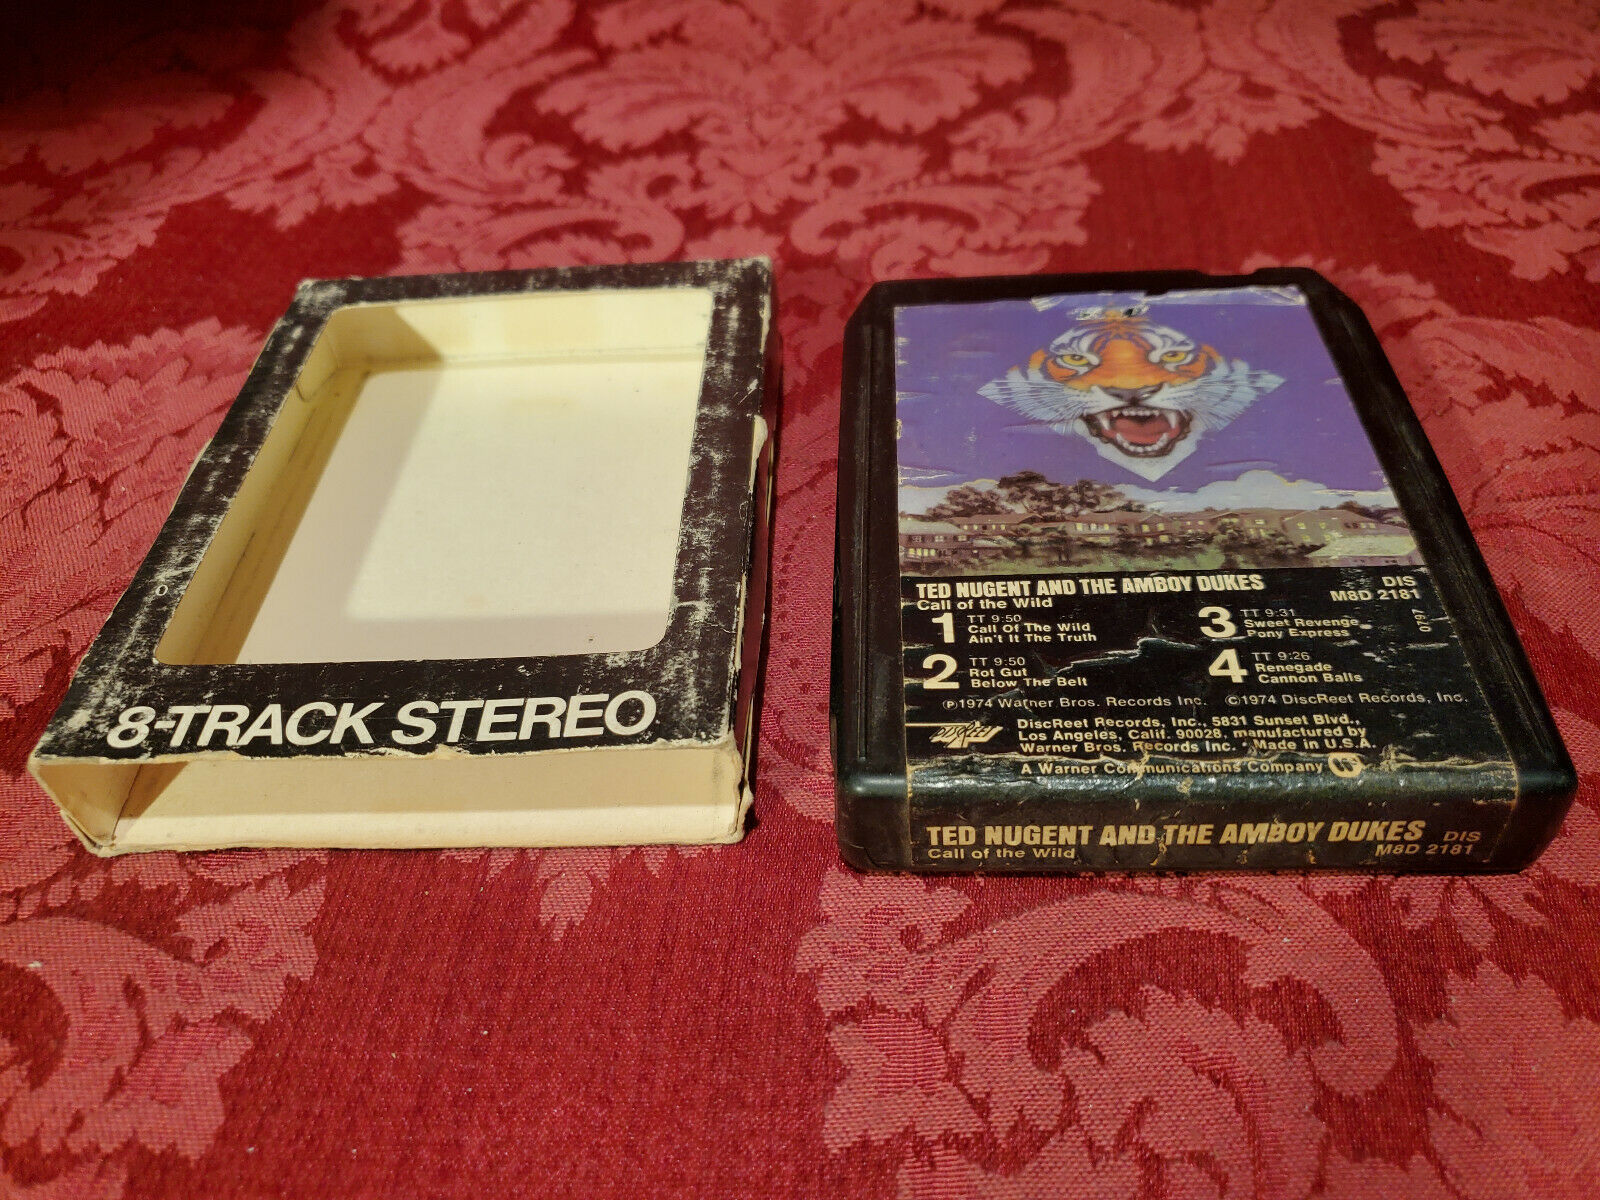 8-TRACK STEREO
TED NUGENT AND THE AMBOY DUKES
Call of the Wild
DIS
M8D 2181
0797
1 TT 9:50
Call Of The Wild
Ain't It The Truth
2 TT 9:50
Rot Gut
Below The Belt
3 TT 9:31
Sweet Revenge
Pony Express
4 TT 9:26
Renegade
Cannon Balls
℗1974 Warner Bros. Records Inc. ©1974 DiscReet Records, Inc.
DISCREET
DiscReet Records, Inc., 5831 Sunset Blvd.,
Los Angeles, Calif. 90028, manufactured by
Warner Bros. Records Inc. • Made in U.S.A.
A Warner Communications Company
TED NUGENT AND THE AMBOY DUKES
Call of the Wild
DIS
M8D 2181